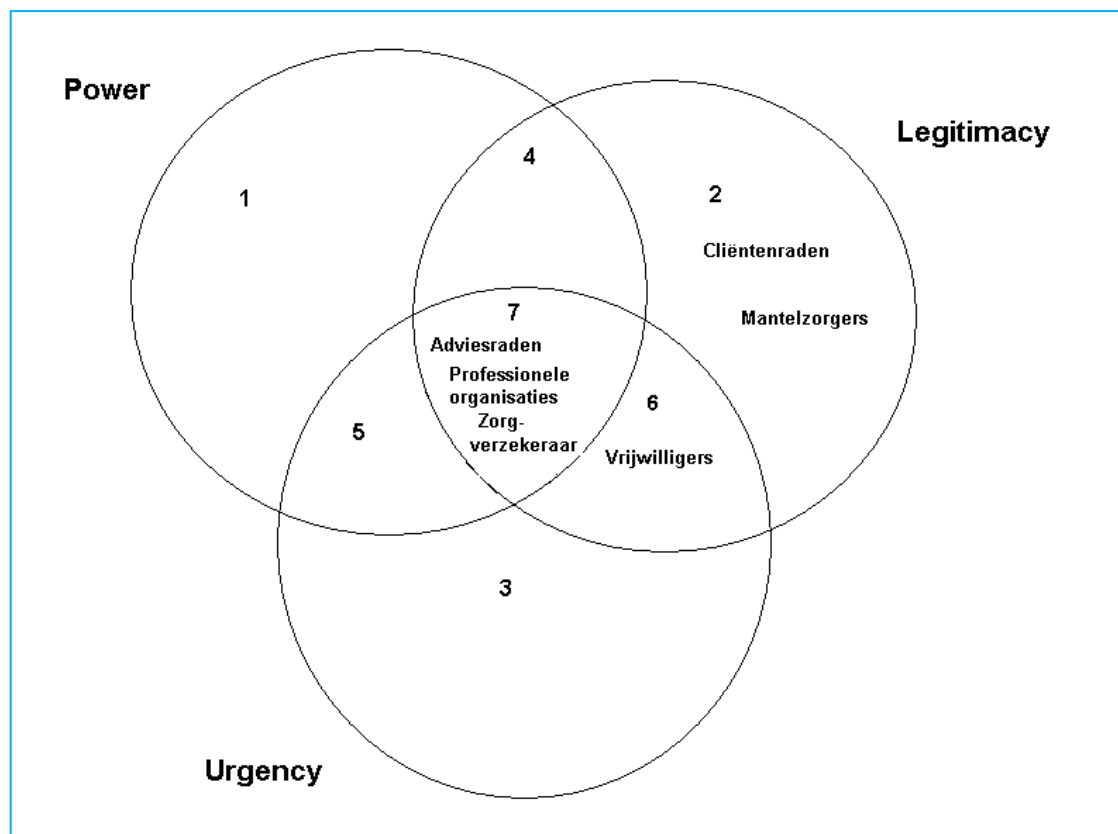 Power
Legitimacy
4
1
2
Cliëntenraden
Mantelzorgers
7
Adviesraden
Professionele
organisaties
Zorg-
verzekeraar
5
6
Vrijwilligers
3
Urgency